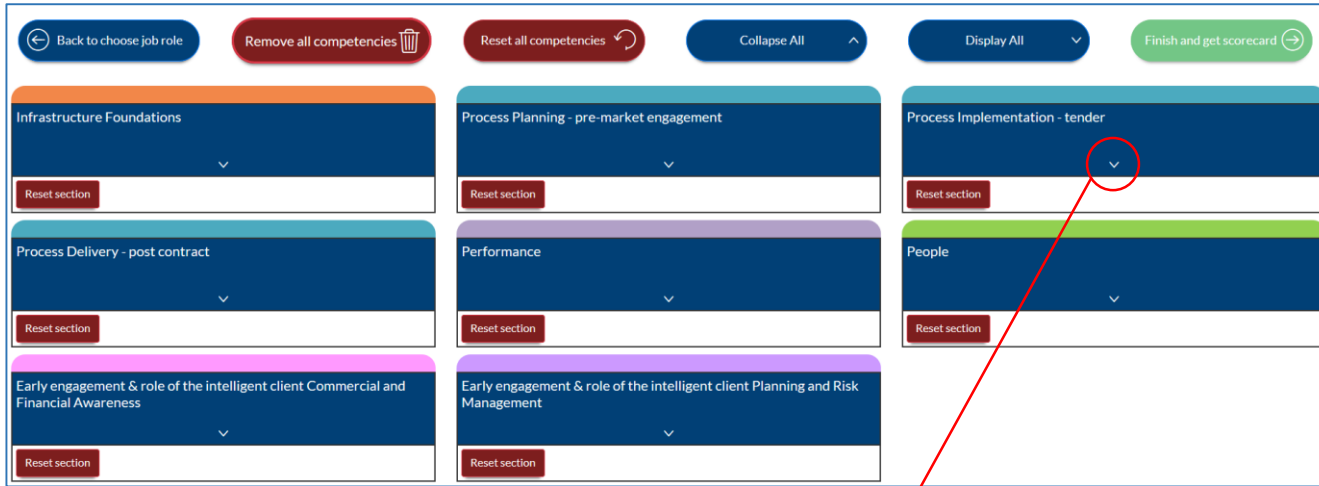 Back to choose job role
Remove all competencies
Reset all competencies
Collapse All
Display All
Finish and get scorecard
Infrastructure Foundations
Reset section
Process Planning - pre-market engagement
Reset section
Process Implementation - tender
Reset section
Process Delivery - post contract
Reset section
Performance
Reset section
People
Reset section
Early engagement & role of the intelligent client Commercial and
Financial Awareness
Reset section
Early engagement & role of the intelligent client Planning and Risk
Management
Reset section